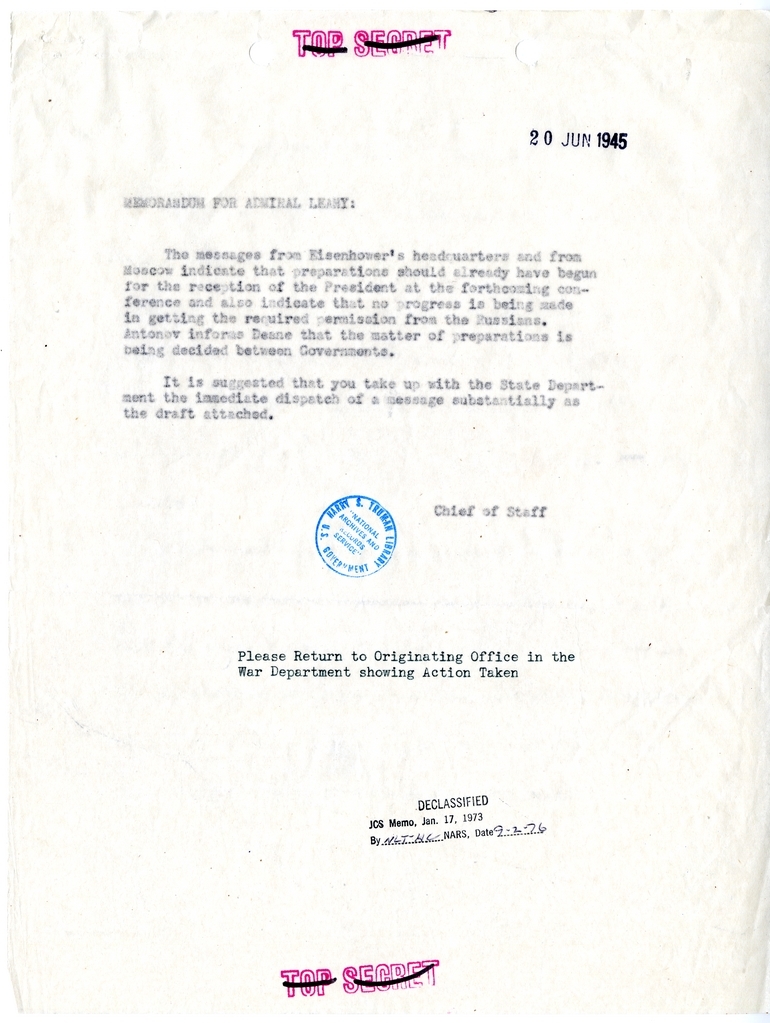 TOP SECRET
20 JUN 1945
MEMORANDUM FOR ADMIRAL LEAHY:
The messages from Eisenhower's headquarters and from
Moscow indicate that preparations should already have begun
for the reception of the President at the forthcoming con-
ference and also indicate that no progress is being made
in getting the required permission from the Russians.
Antonov informs Deane that the matter of preparations is
being decided between Governments.
It is suggested that you take up with the State Depart-
ment the immediate dispatch of a message substantially as
the draft attached.
Chief of Staff
HARRY S. TRUMAN LIBRARY
"NATIONAL
ARCHIVES AND
RECORDS
SERVICE"
U.S. GOVERNMENT
Please Return to Originating Office in the
War Department showing Action Taken
DECLASSIFIED
JCS Memo, Jan. 17, 1973
By NLT-HC NARS, Date 9-2-76
TOP SECRET